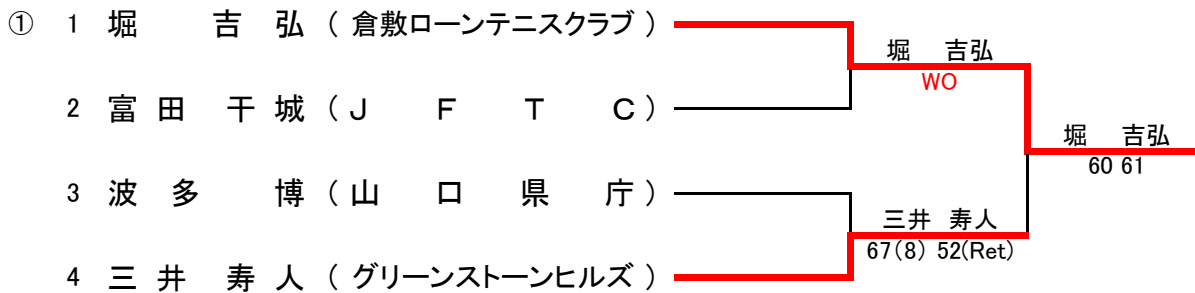 ① 1 堀 吉 弘 ( 倉敷ローンテニスクラブ )
堀 吉弘
WO
2 富 田 干 城 ( J F T C )
堀 吉弘
60 61
3 波 多 博 ( 山 口 県 庁 )
三井 寿人
67(8) 52(Ret)
4 三 井 寿 人 ( グリーンストーンヒルズ )